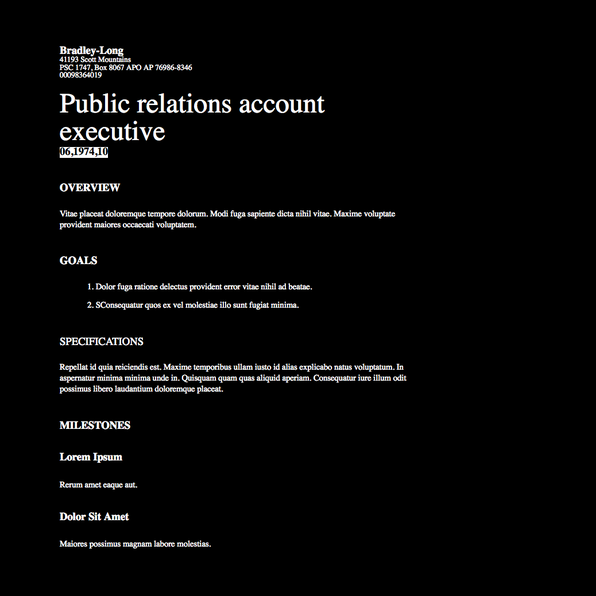 Bradley-Long
41193 Scott Mountains
PSC 1747, Box 8067 APO AP 76986-8346
00098364019
Public relations account
executive
06,1974,10
OVERVIEW
Vitae placeat doloremque tempore dolorum. Modi fuga sapiente dicta nihil vitae. Maxime voluptate
provident maiores occaecati voluptatem.
GOALS
1. Dolor fuga ratione delectus provident error vitae nihil ad beatae.
2. SConsequatur quos ex vel molestiae illo sunt fugiat minima.
SPECIFICATIONS
Repellat id quia reiciendis est. Maxime temporibus ullam iusto id alias explicabo natus voluptatum. In
aspernatur minima minima unde in. Quisquam quam quas aliquid aperiam. Consequatur iure illum odit
possimus libero laudantium doloremque placeat.
MILESTONES
Lorem Ipsum
Rerum amet eaque aut.
Dolor Sit Amet
Maiores possimus magnam labore molestias.